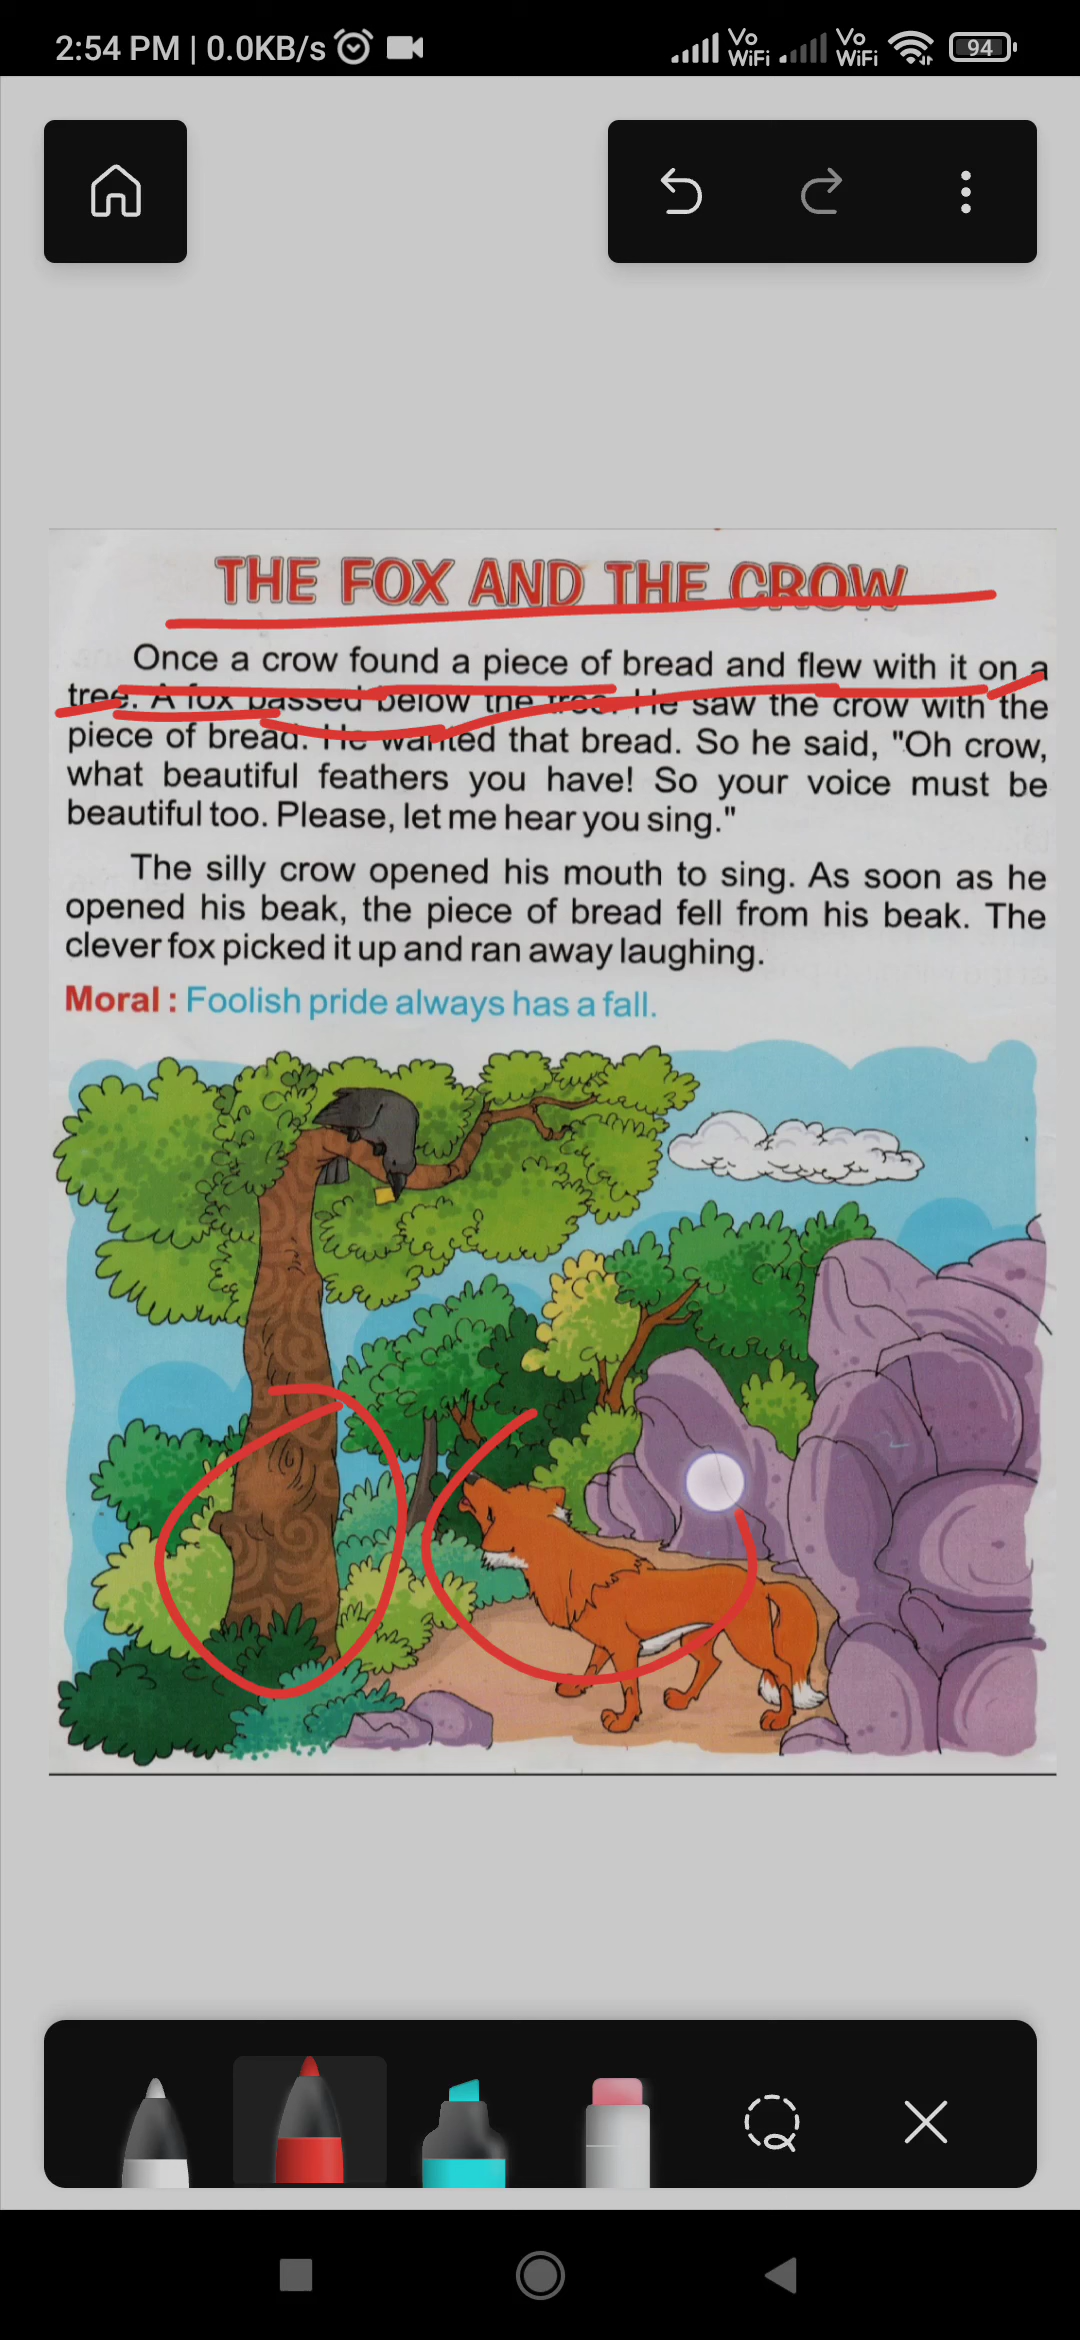 2:54 PM | 0.0KB/s
Vo WiFi
Vo WiFi
94
THE FOX AND THE CROW
Once a crow found a piece of bread and flew with it on a
tree. A fox passed below the tree. He saw the crow with the
piece of bread. He wanted that bread. So he said, "Oh crow,
what beautiful feathers you have! So your voice must be
beautiful too. Please, let me hear you sing."
The silly crow opened his mouth to sing. As soon as he
opened his beak, the piece of bread fell from his beak. The
clever fox picked it up and ran away laughing.
Moral : Foolish pride always has a fall.